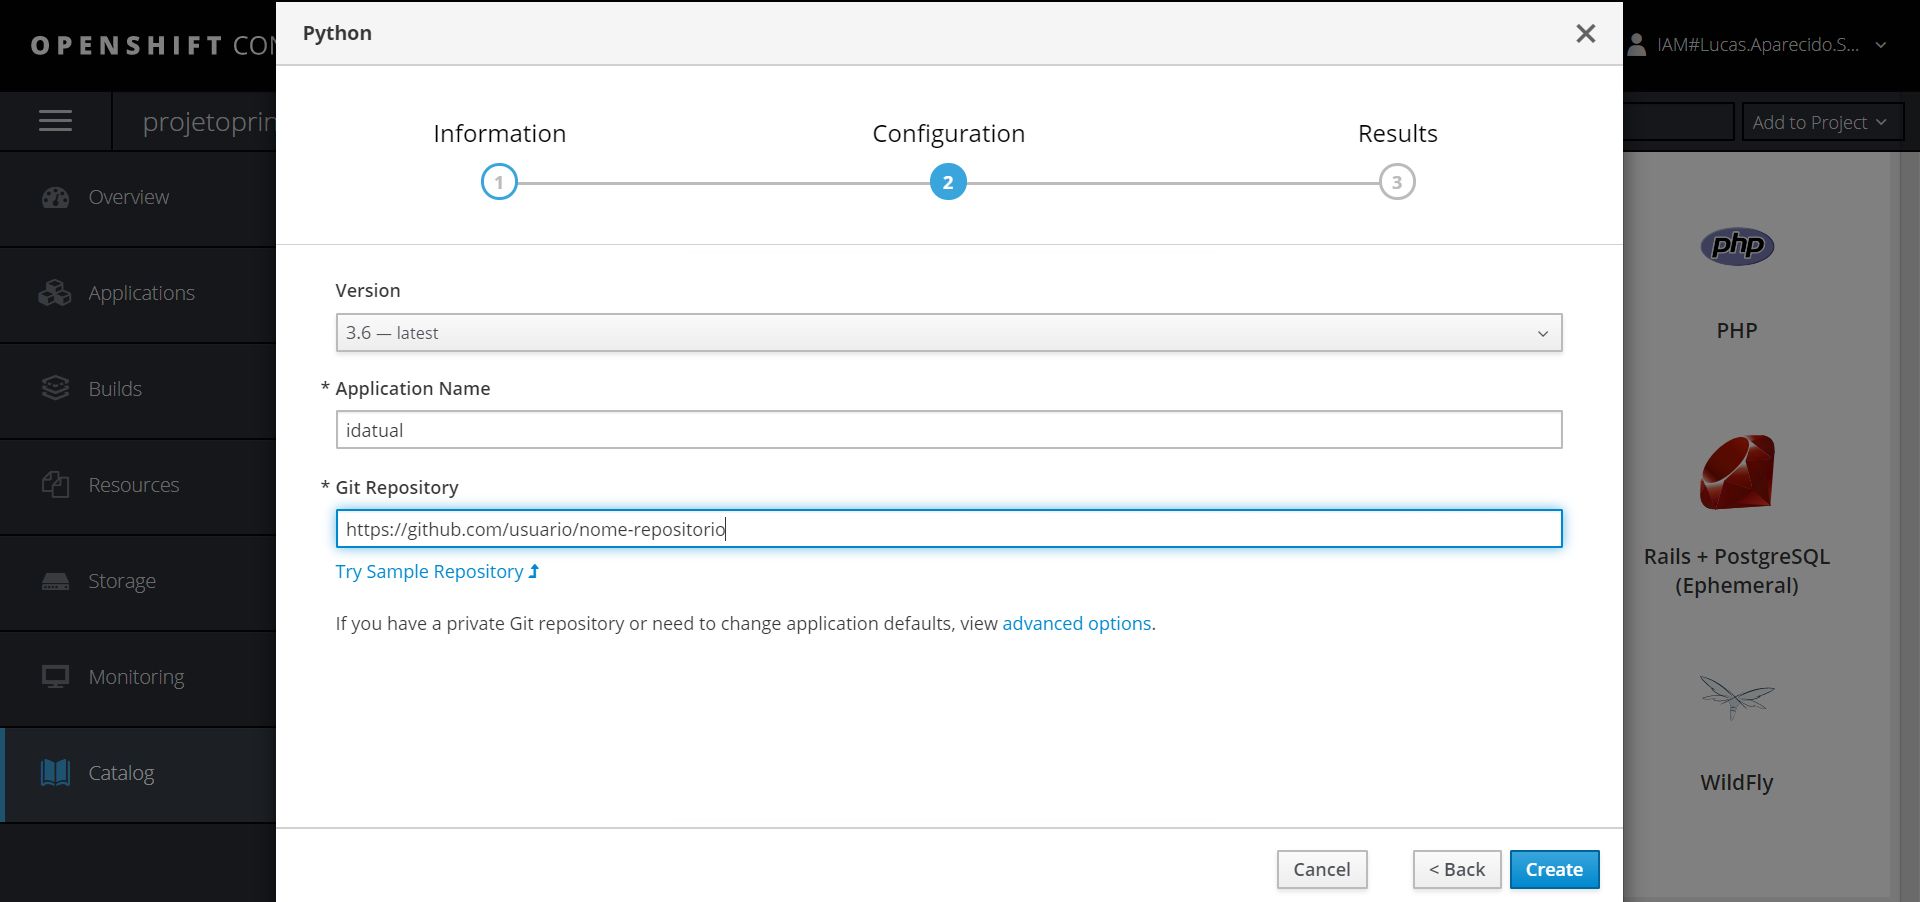 OPENSHIFT CON
Python
IAM#Lucas.Aparecido.S...
projetoprin
Add to Project
Information
Configuration
Results
1
2
3
Overview
Applications
Builds
Resources
Storage
Monitoring
Catalog
Version
3.6 — latest
* Application Name
idatual
* Git Repository
https://github.com/usuario/nome-repositorio
Try Sample Repository
If you have a private Git repository or need to change application defaults, view advanced options.
Cancel
< Back
Create
php
PHP
Rails + PostgreSQL
(Ephemeral)
WildFly